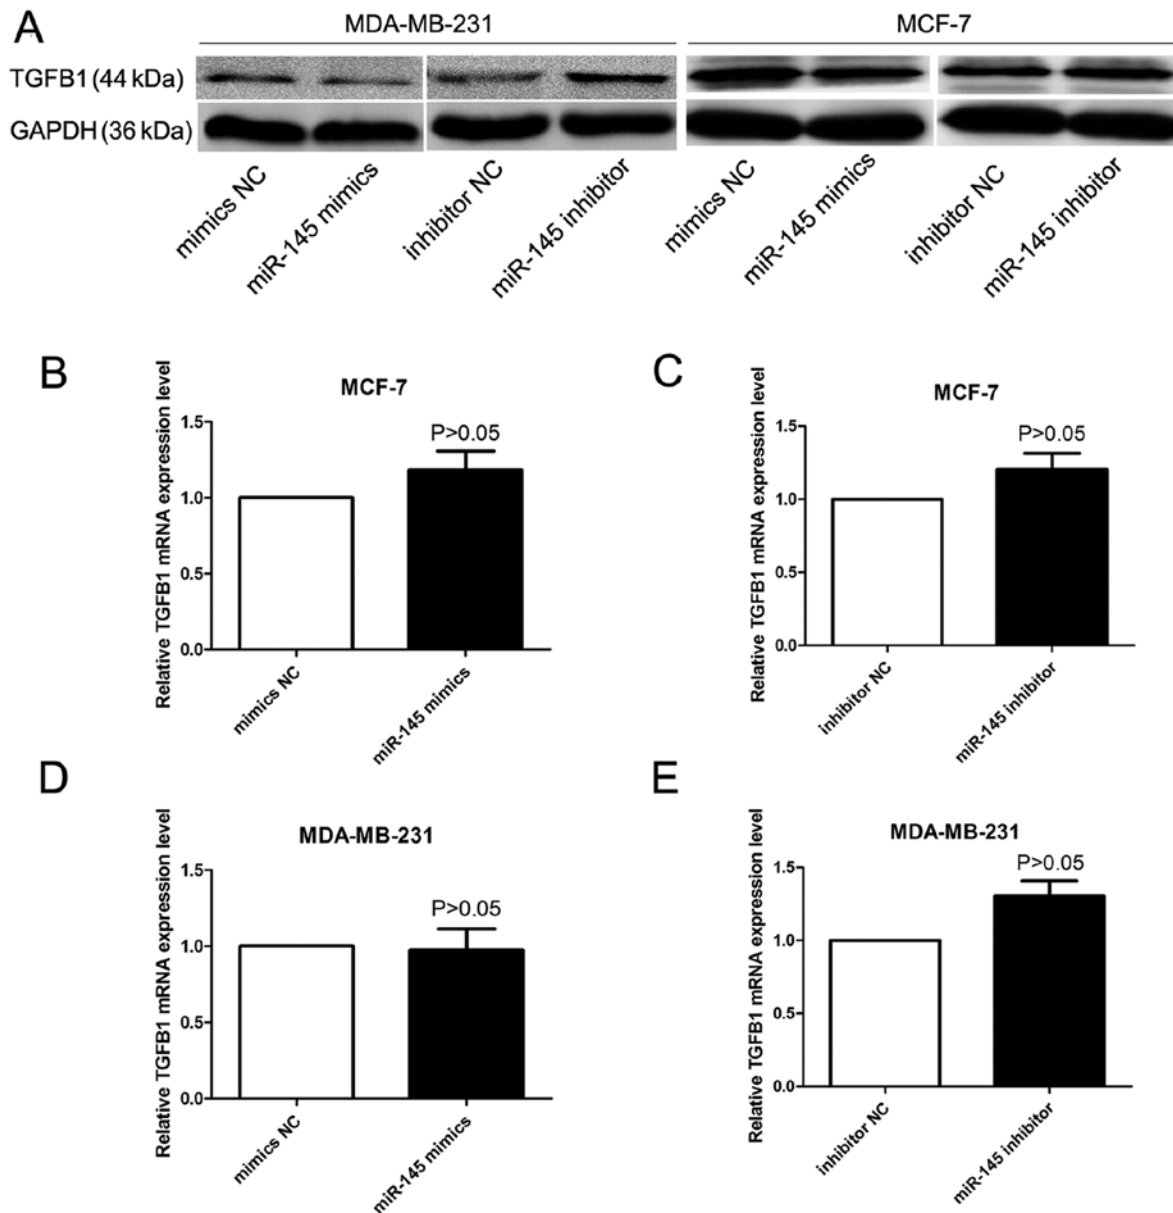 A
MDA-MB-231
MCF-7
TGFB1 (44 kDa)
GAPDH (36 kDa)
mimics NC
miR-145 mimics
inhibitor NC
miR-145 inhibitor
mimics NC
miR-145 mimics
inhibitor NC
miR-145 inhibitor
B
MCF-7
Relative TGFB1 mRNA expression level
1.5
1.0
0.5
0.0
P>0.05
mimics NC
miR-145 mimics
C
MCF-7
Relative TGFB1 mRNA expression level
1.5
1.0
0.5
0.0
P>0.05
inhibitor NC
miR-145 inhibitor
D
MDA-MB-231
Relative TGFB1 mRNA expression level
1.5
1.0
0.5
0.0
P>0.05
mimics NC
miR-145 mimics
E
MDA-MB-231
Relative TGFB1 mRNA expression level
1.5
1.0
0.5
0.0
P>0.05
inhibitor NC
miR-145 inhibitor